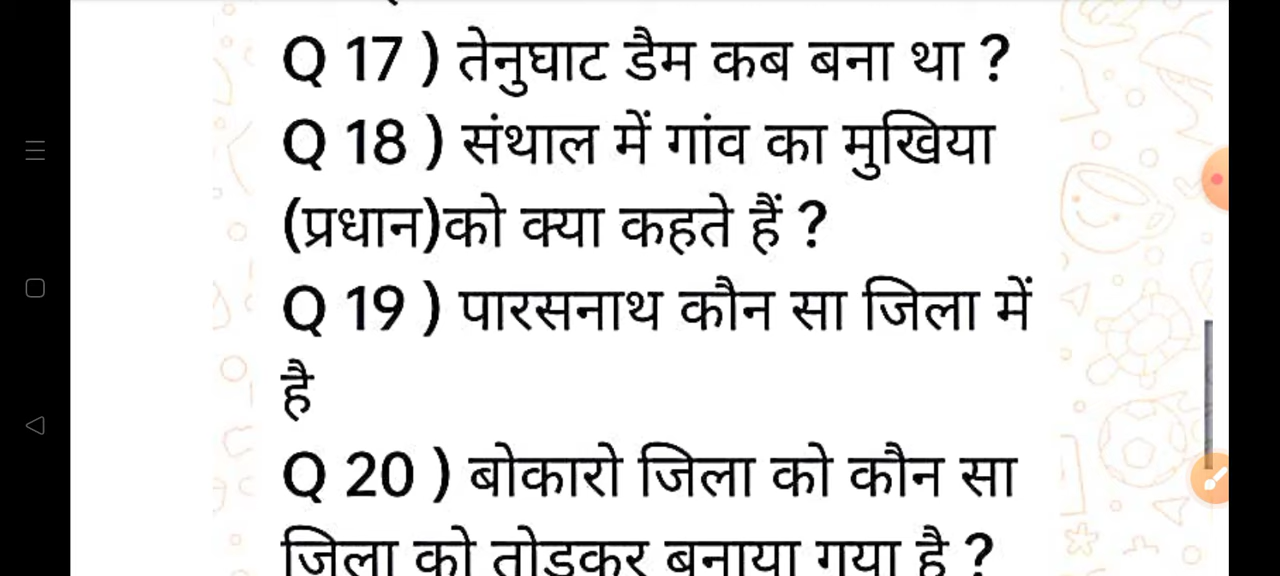 Q 17 ) तेनुघाट डैम कब बना था ?
Q 18 ) संथाल में गांव का मुखिया
(प्रधान)को क्या कहते हैं ?
Q 19 ) पारसनाथ कौन सा जिला में
है
Q 20 ) बोकारो जिला को कौन सा
जिला को तोड़कर बनाया गया है ?